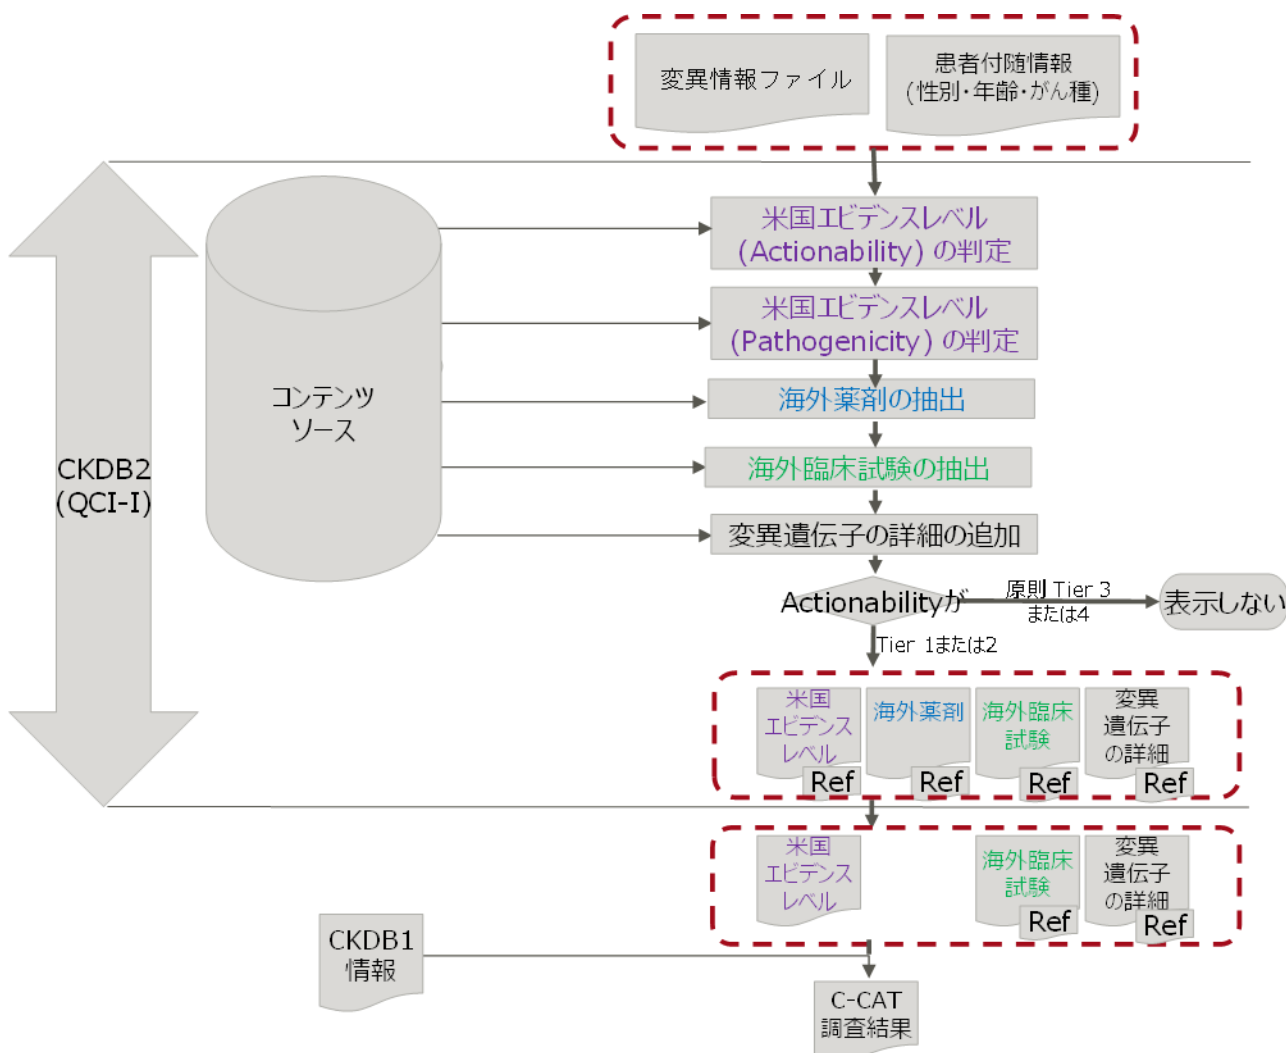 変異情報ファイル
患者付随情報
(性別・年齢・がん種)
米国エビデンスレベル
(Actionability) の判定
米国エビデンスレベル
(Pathogenicity) の判定
海外薬剤の抽出
コンテンツ
ソース
海外臨床試験の抽出
CKDB2
(QCI-I)
変異遺伝子の詳細の追加
Actionabilityが
原則 Tier 3
または4
表示しない
Tier 1または2
米国
エビデンス
レベル
Ref
海外薬剤
Ref
海外臨床
試験
Ref
変異
遺伝子
の詳細
Ref
米国
エビデンス
レベル
海外臨床
試験
Ref
変異
遺伝子
の詳細
Ref
CKDB1
情報
C-CAT
調査結果